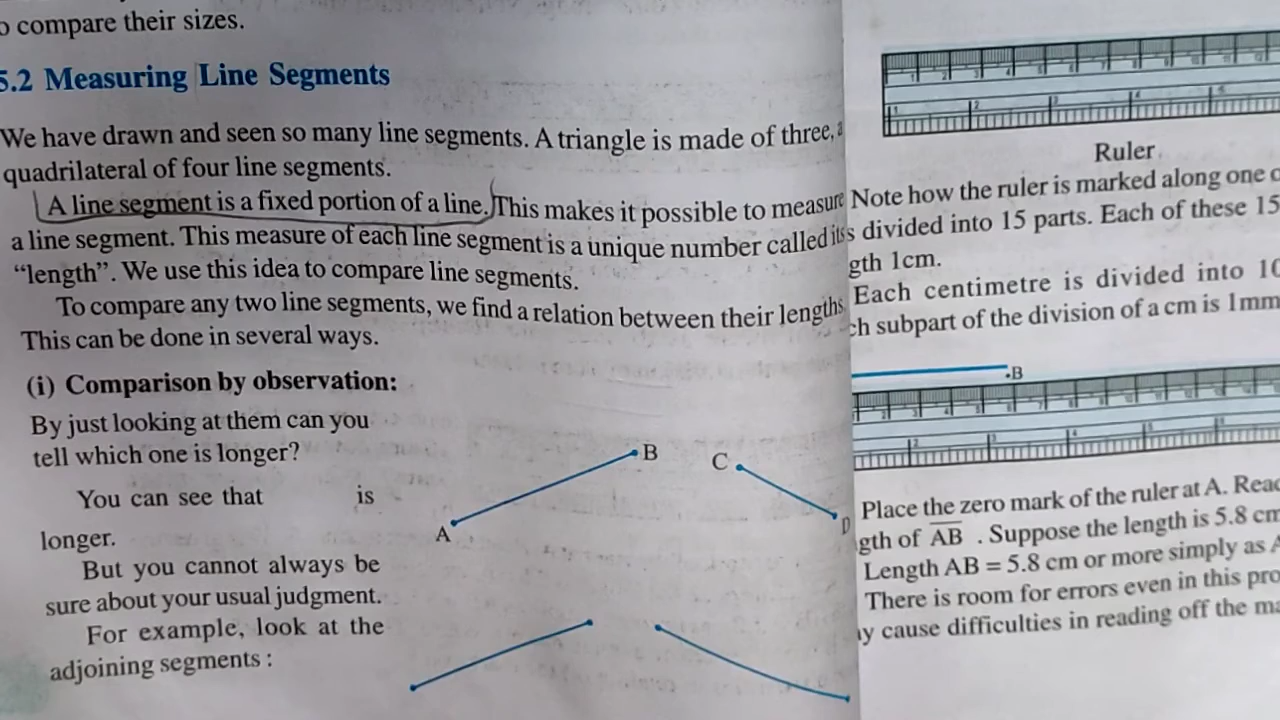 o compare their sizes.
5.2 Measuring Line Segments
We have drawn and seen so many line segments. A triangle is made of three, a
quadrilateral of four line segments.
A line segment is a fixed portion of a line. This makes it possible to measure
a line segment. This measure of each line segment is a unique number called its
“length”. We use this idea to compare line segments.
To compare any two line segments, we find a relation between their lengths.
This can be done in several ways.
(i) Comparison by observation:
By just looking at them can you
tell which one is longer?
You can see that is
longer.
But you cannot always be
sure about your usual judgment.
For example, look at the
adjoining segments :
A
B
C
D
Ruler
Note how the ruler is marked along one
s divided into 15 parts. Each of these 15
gth 1cm.
Each centimetre is divided into 10
ch subpart of the division of a cm is 1mm
B
Place the zero mark of the ruler at A. Read
gth of AB . Suppose the length is 5.8 cm
Length AB = 5.8 cm or more simply as A
There is room for errors even in this pro
ay cause difficulties in reading off the ma